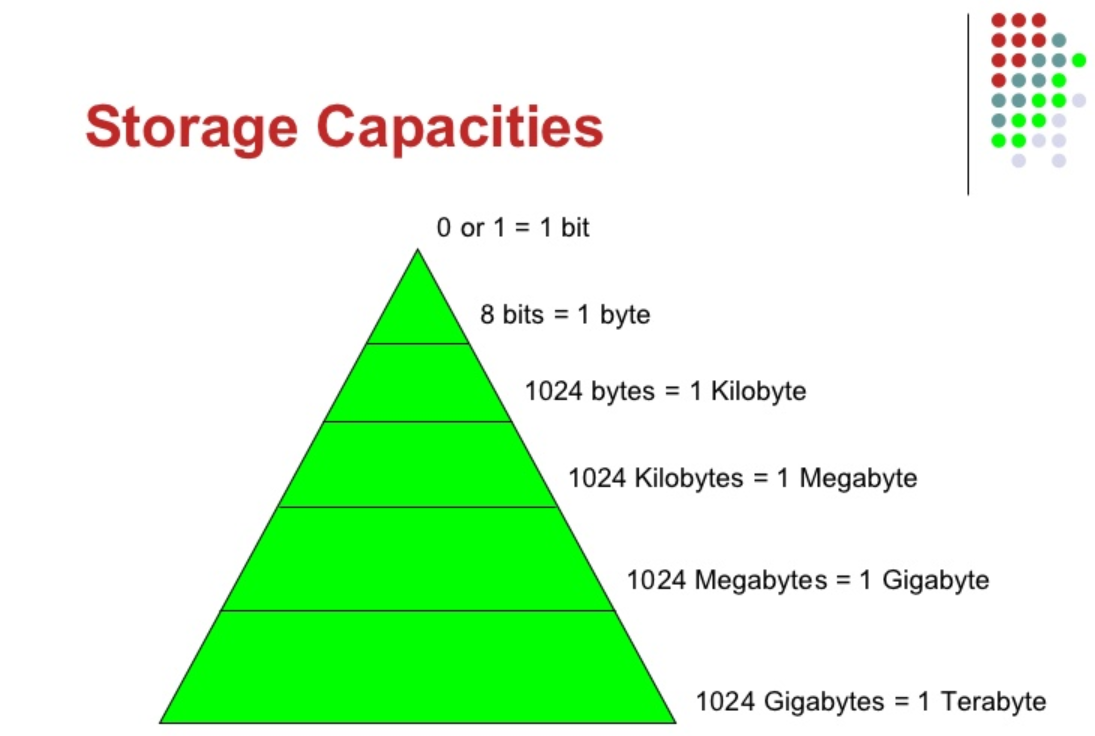 Storage Capacities
0 or 1 = 1 bit
8 bits = 1 byte
1024 bytes = 1 Kilobyte
1024 Kilobytes = 1 Megabyte
1024 Megabytes = 1 Gigabyte
1024 Gigabytes = 1 Terabyte